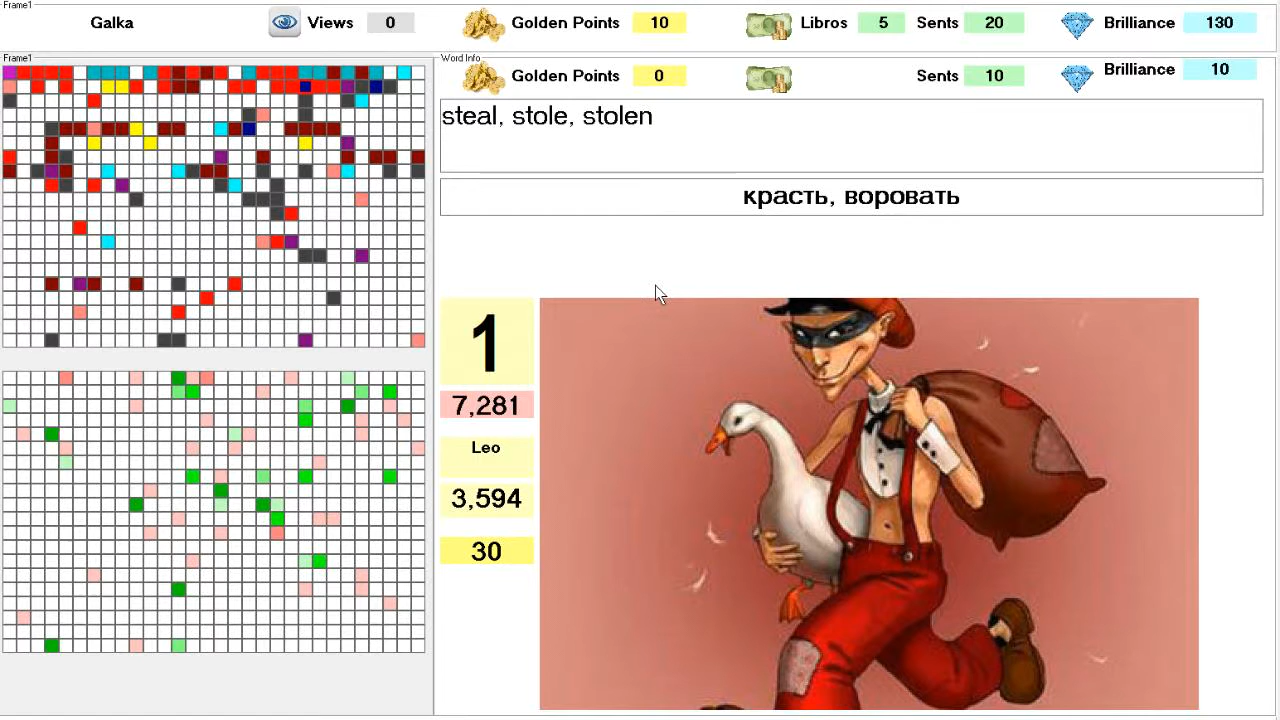 Frame1
Galka Views 0 Golden Points 10 Libros 5 Sents 20 Brilliance 130
Frame1 Word Info
Golden Points 0 Sents 10 Brilliance 10
steal, stole, stolen
красть, воровать
1
7,281
Leo
3,594
30